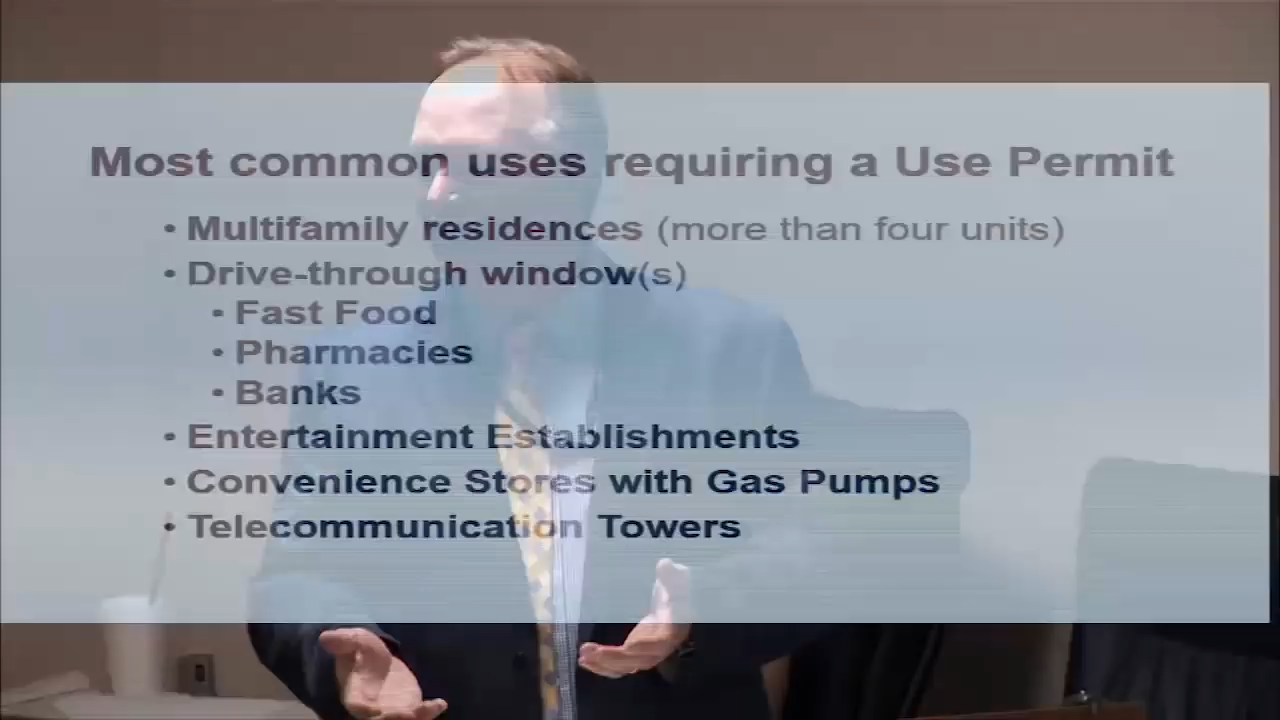 Most common uses requiring a Use Permit
• Multifamily residences (more than four units)
• Drive-through window(s)
• Fast Food
• Pharmacies
• Banks
• Entertainment Establishments
• Convenience Stores with Gas Pumps
• Telecommunication Towers